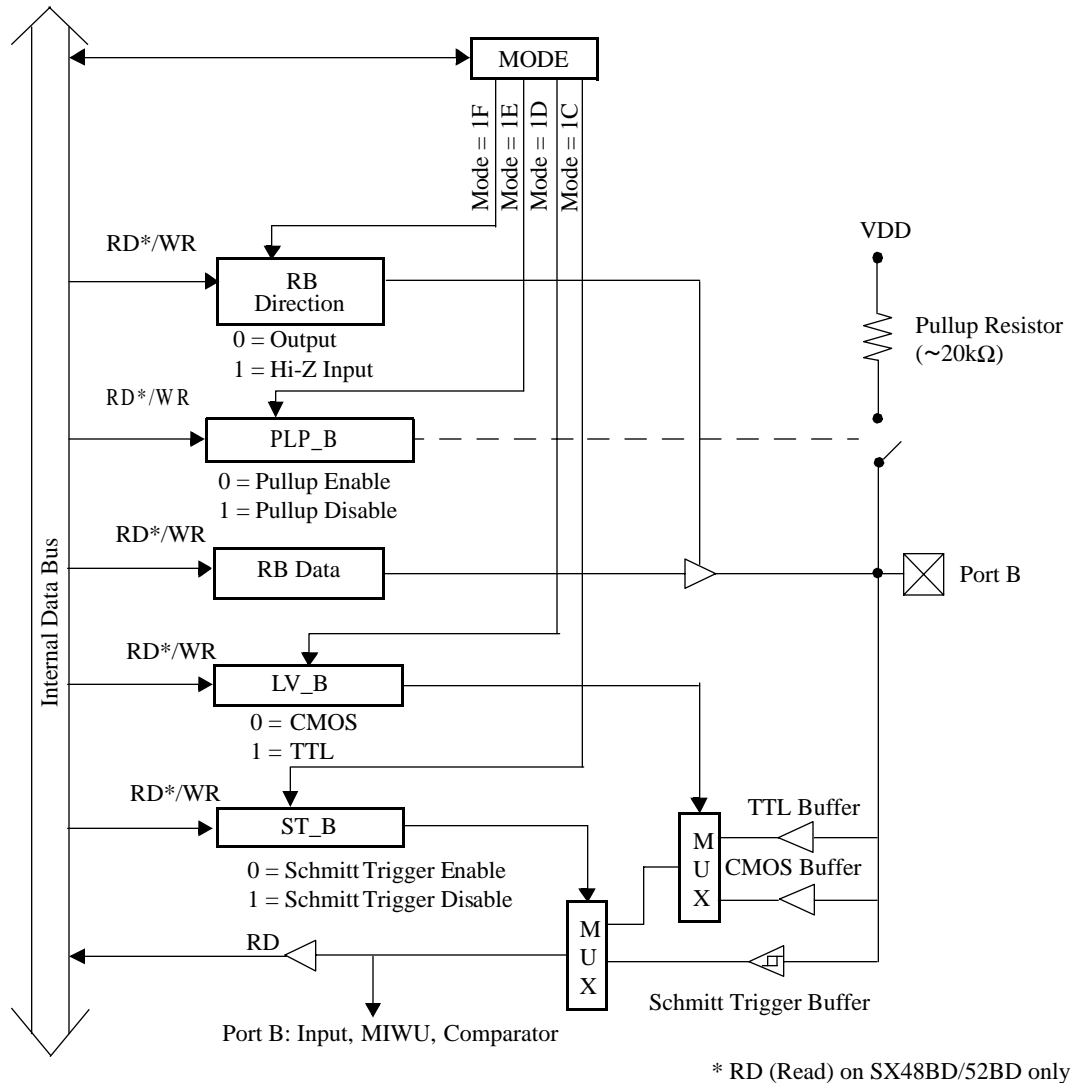 MODE
Mode = 1F
Mode = 1E
Mode = 1D
Mode = 1C
VDD
RD*/WR
RB
Direction
0 = Output
1 = Hi-Z Input
Pullup Resistor
(~20kΩ)
RD*/WR
PLP_B
0 = Pullup Enable
1 = Pullup Disable
RD*/WR
RB Data
Port B
Internal Data Bus
RD*/WR
LV_B
0 = CMOS
1 = TTL
RD*/WR
ST_B
0 = Schmitt Trigger Enable
1 = Schmitt Trigger Disable
TTL Buffer
M
U
X
CMOS Buffer
M
U
X
RD
Schmitt Trigger Buffer
Port B: Input, MIWU, Comparator
* RD (Read) on SX48BD/52BD only